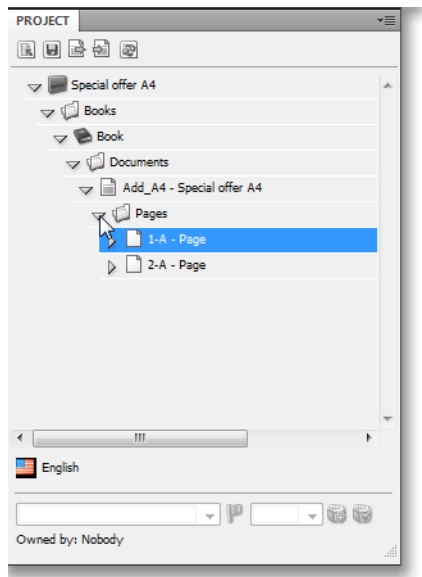 PROJECT
Special offer A4
Books
Book
Documents
Add_A4 - Special offer A4
Pages
1-A - Page
2-A - Page
English
Owned by: Nobody